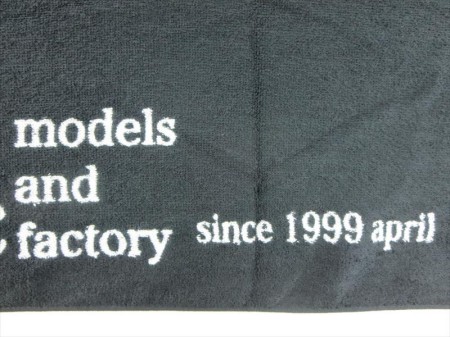 models
and
factory since 1999 april